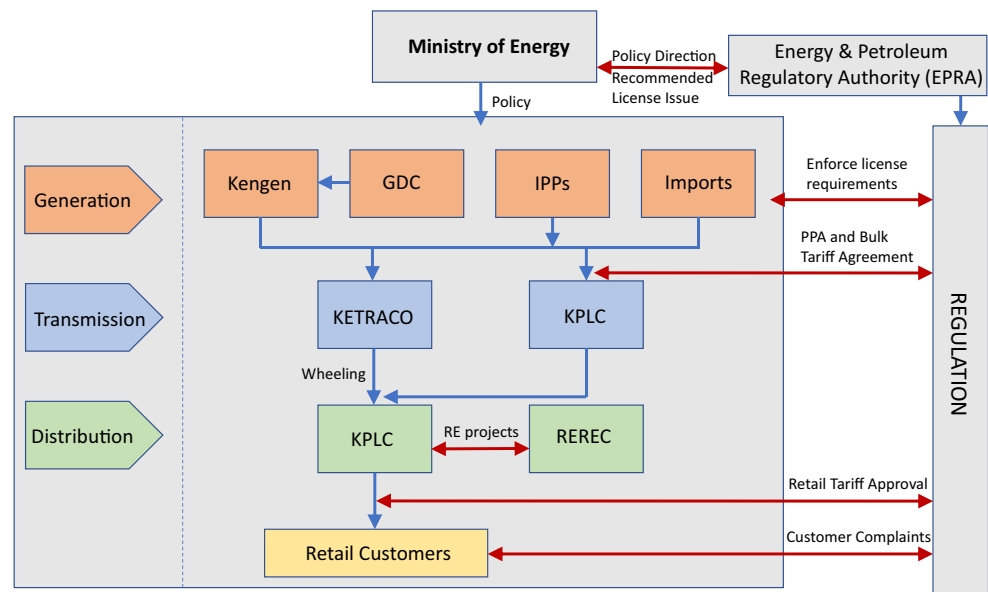 Ministry of Energy
Energy & Petroleum
Regulatory Authority (EPRA)
Policy Direction
Recommended
License Issue
Policy
Generation
Kengen
GDC
IPPs
Imports
Enforce license
requirements
PPA and Bulk
Tariff Agreement
Transmission
KETRACO
KPLC
REGULATION
Wheeling
Distribution
KPLC
RE projects
REREC
Retail Tariff Approval
Customer Complaints
Retail Customers